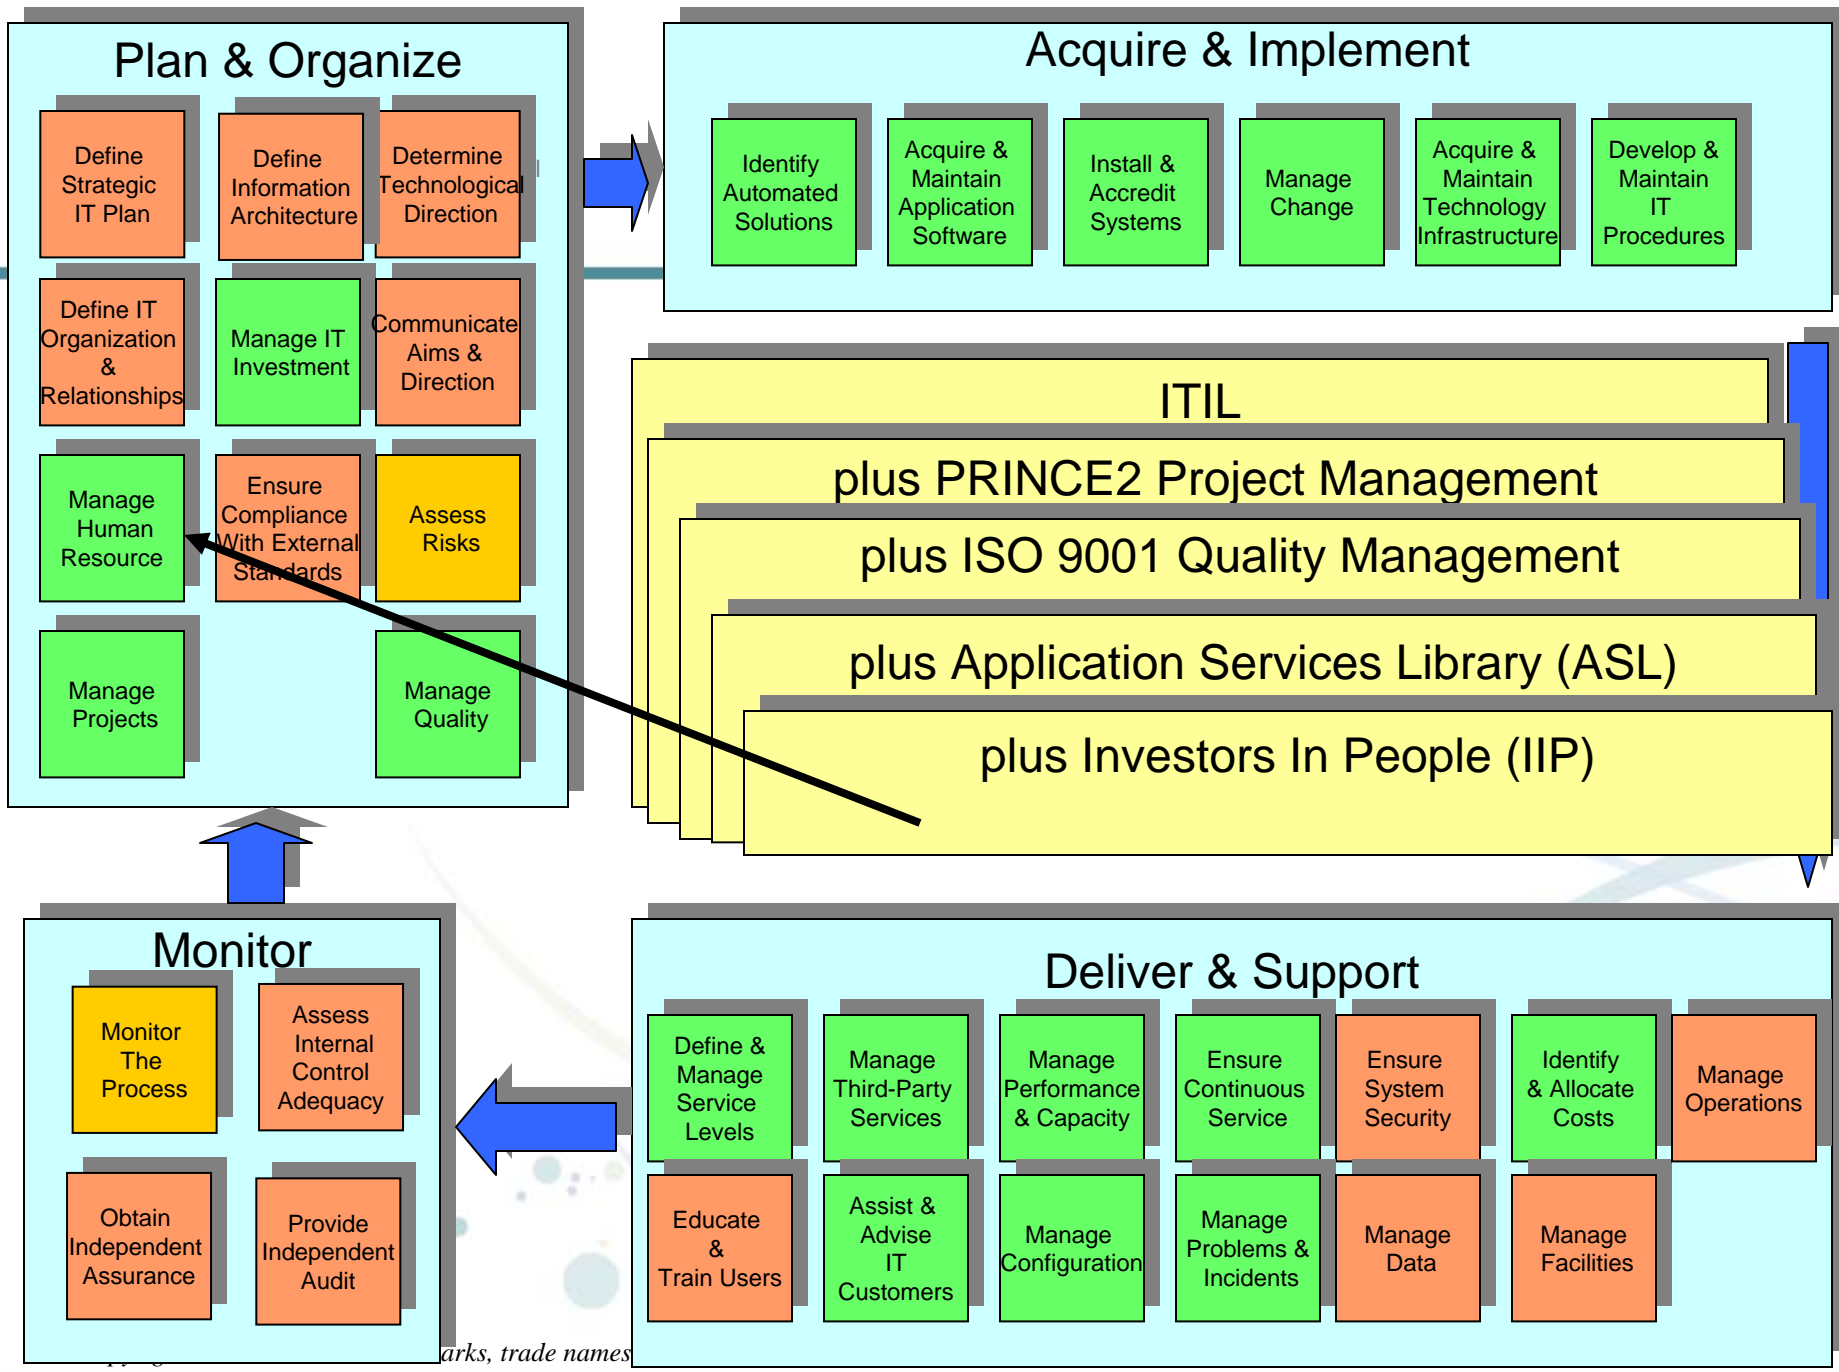 Plan & Organize
Define
Strategic
IT Plan
Define
Information
Architecture
Determine
Technological
Direction
Define IT
Organization
&
Relationships
Manage IT
Investment
Communicate
Aims &
Direction
Manage
Human
Resource
Ensure
Compliance
With External
Standards
Assess
Risks
Manage
Projects
Manage
Quality
Acquire & Implement
Identify
Automated
Solutions
Acquire &
Maintain
Application
Software
Install &
Accredit
Systems
Manage
Change
Acquire &
Maintain
Technology
Infrastructure
Develop &
Maintain
IT
Procedures
ITIL
plus PRINCE2 Project Management
plus ISO 9001 Quality Management
plus Application Services Library (ASL)
plus Investors In People (IIP)
Monitor
Monitor
The
Process
Assess
Internal
Control
Adequacy
Obtain
Independent
Assurance
Provide
Independent
Audit
Deliver & Support
Define &
Manage
Service
Levels
Manage
Third-Party
Services
Manage
Performance
& Capacity
Ensure
Continuous
Service
Ensure
System
Security
Identify
& Allocate
Costs
Manage
Operations
Educate
&
Train Users
Assist &
Advise
IT
Customers
Manage
Configuration
Manage
Problems &
Incidents
Manage
Data
Manage
Facilities
arks, trade names